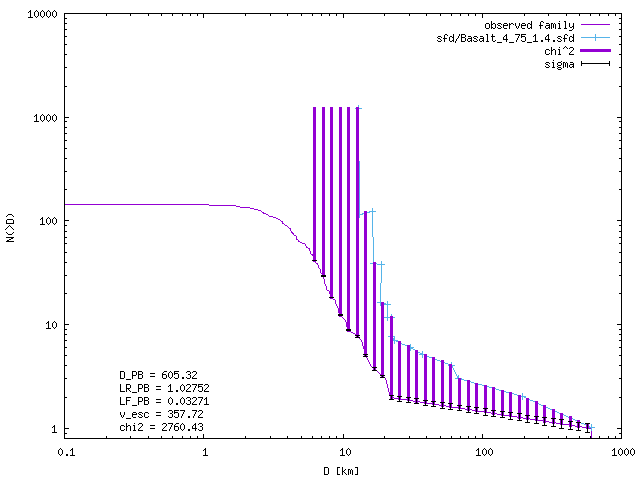 10000
1000
100
10
1
N(>D)
observed family
sfd/Basalt_4_75_1.4.sfd
chi^2
sigma
D_PB = 605.32
LR_PB = 1.02752
LF_PB = 0.03271
v_esc = 357.72
chi2 = 2760.43
0.1 1 10 100 1000
D [km]